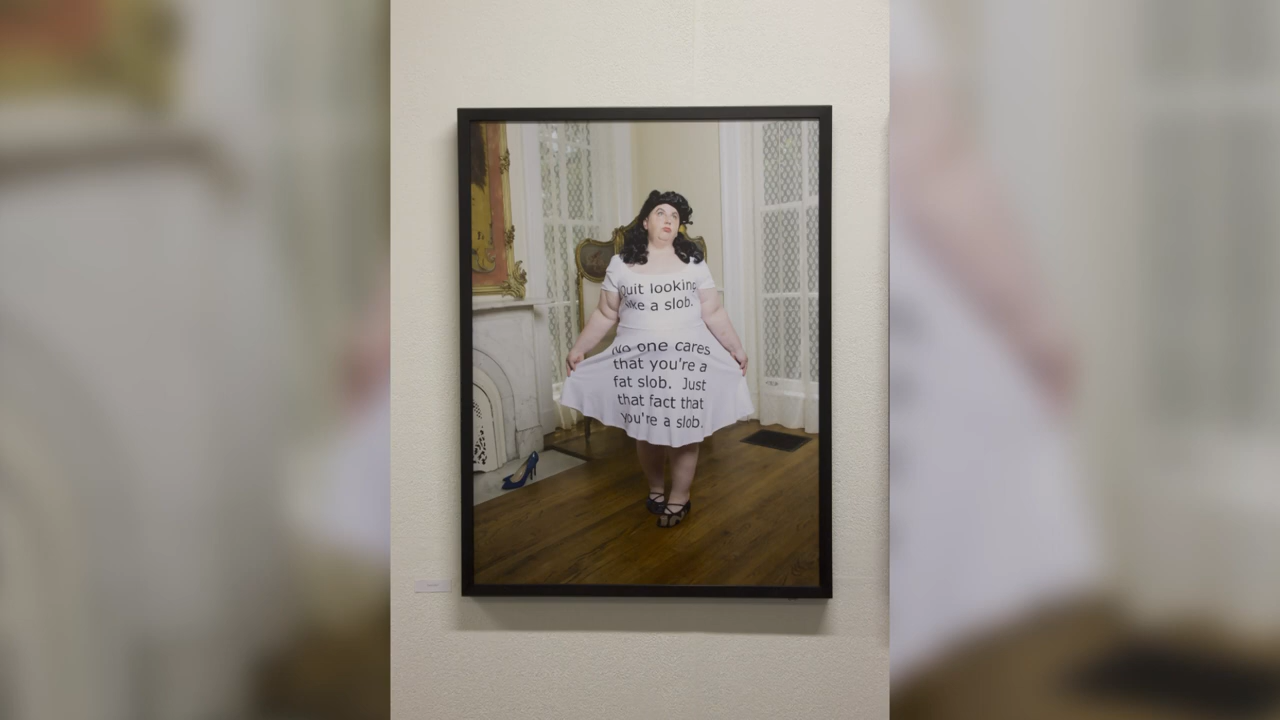 Quit looking
like a slob.
No one cares
that you're a
fat slob. Just
that fact that
you're a slob.